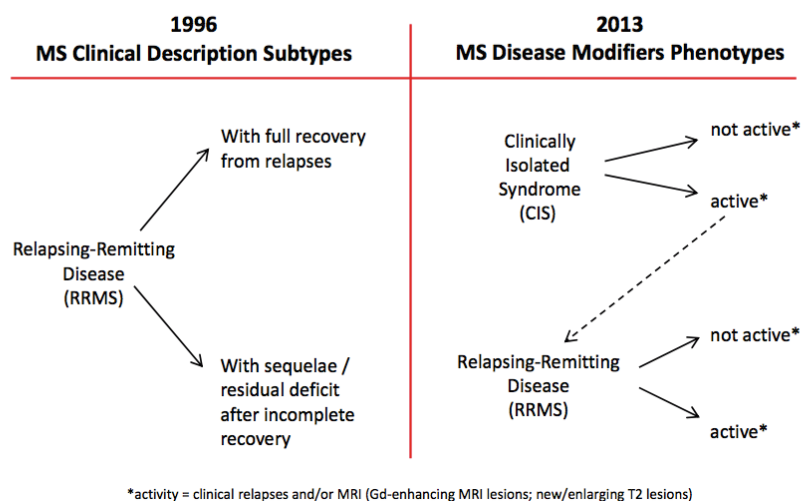 1996
MS Clinical Description Subtypes
With full recovery
from relapses
Relapsing-Remitting
Disease
(RRMS)
With sequelae /
residual deficit
after incomplete
recovery
2013
MS Disease Modifiers Phenotypes
Clinically
Isolated
Syndrome
(CIS)
not active*
active*
Relapsing-Remitting
Disease
(RRMS)
not active*
active*
*activity = clinical relapses and/or MRI (Gd-enhancing MRI lesions; new/enlarging T2 lesions)